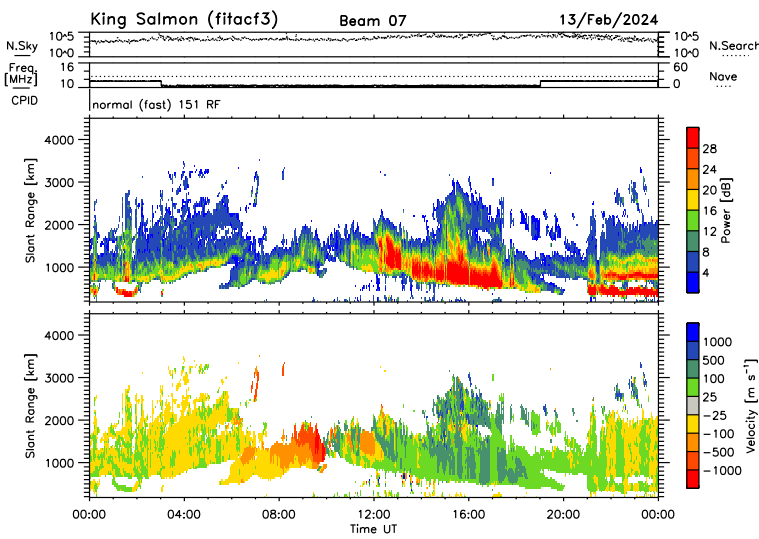 King Salmon (fitacf3) Beam 07 13/Feb/2024
N.Sky 10^5 10^0 10^5 10^0 N.Search
Freq. [MHz] 16 10 60 0 Nave
CPID normal (fast) 151 RF
Slant Range [km] 4000 3000 2000 1000
28 24 20 16 12 8 4 Power [dB]
Slant Range [km] 4000 3000 2000 1000
1000 500 100 25 −25 −100 −500 −1000 Velocity [m s⁻¹]
00:00 04:00 08:00 12:00 16:00 20:00 00:00
Time UT